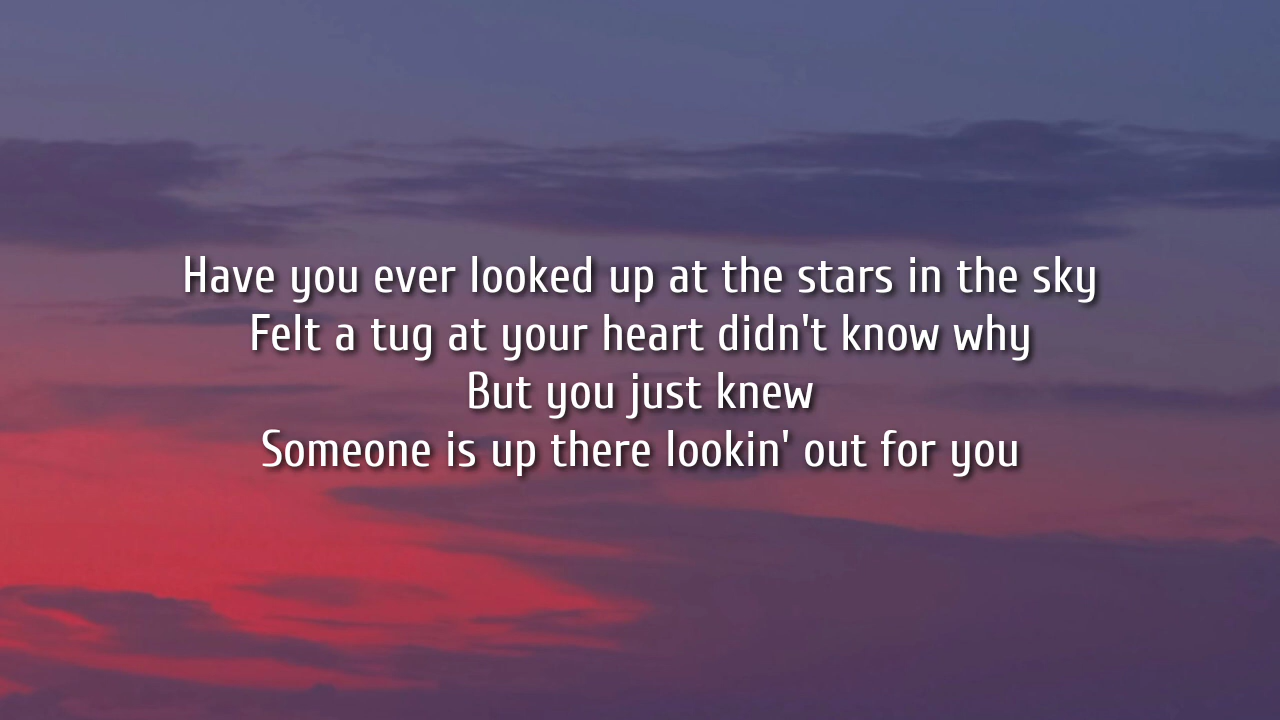 Have you ever looked up at the stars in the sky
Felt a tug at your heart didn't know why
But you just knew
Someone is up there lookin' out for you